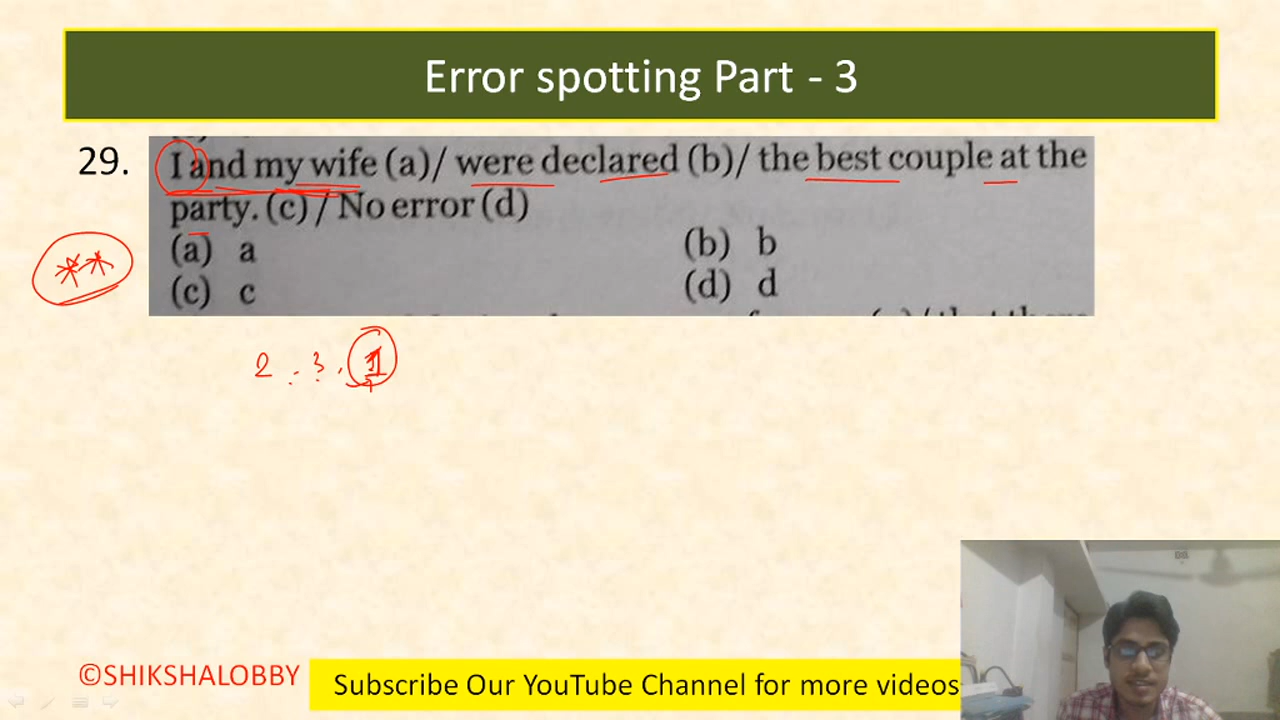 Error spotting Part - 3
29.
I and my wife (a)/ were declared (b)/ the best couple at the
party. (c) / No error (d)
(a) a (b) b
(c) c (d) d
**
2 . 3 . 1
©SHIKSHALOBBY
Subscribe Our YouTube Channel for more videos